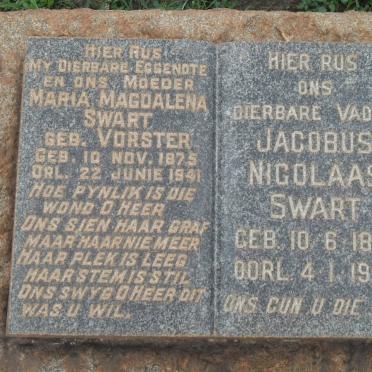 HIER RUS
MY DIERBARE EGGENOTE
EN ONS MOEDER
MARIA MAGDALENA
SWART
GEB. VORSTER
GEB. 10 NOV. 1875
ORL. 22 JUNIE 1941
HOE PYNLIK IS DIE
WOND O HEER
ONS SIEN HAAR GRAF
MAAR HAAR NIE MEER
HAAR PLEK IS LEEG
HAAR STEM IS STIL
ONS SWYG O HEER DIT
WAS U WIL.
HIER RUS
ONS
DIERBARE VAD
JACOBUS
NICOLAAS
SWART
GEB. 10.6.18
OORL. 4.1.19
ONS GUN U DIE